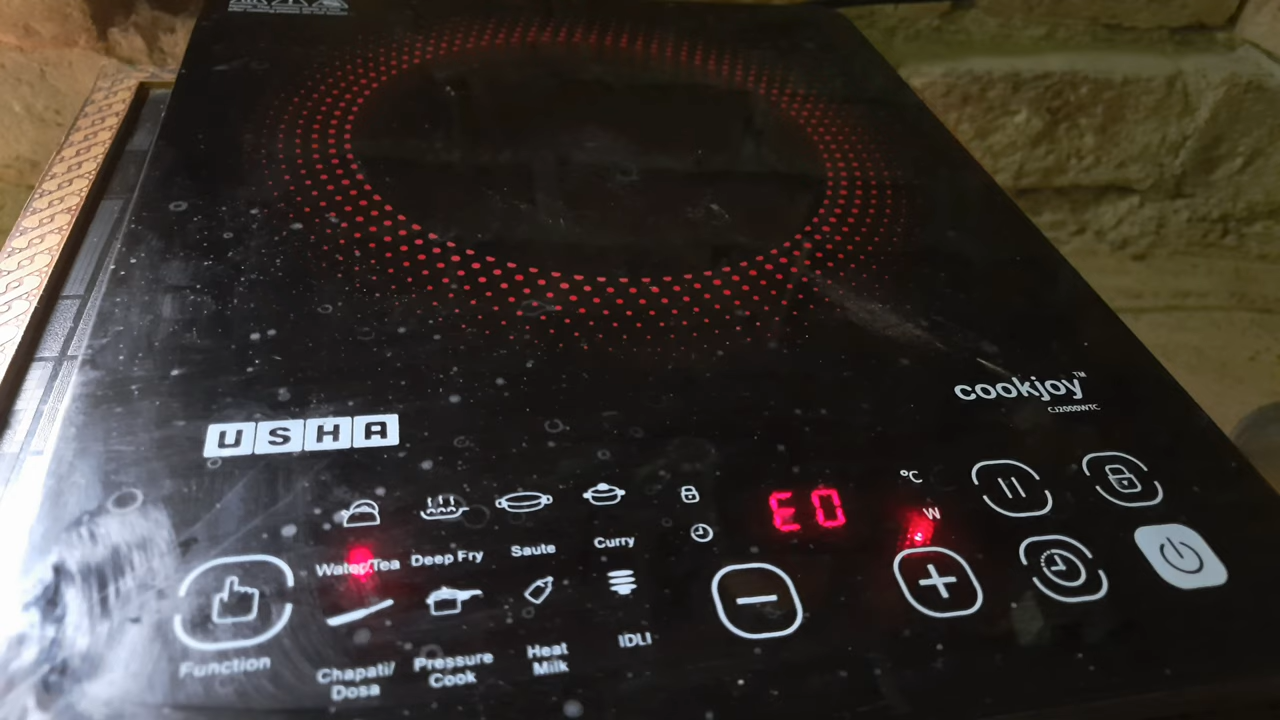 cookjoy™
CJ2000WTC
USHA
E0
°C
W
Water/Tea
Deep Fry
Saute
Curry
Function
Chapati/
Dosa
Pressure
Cook
Heat
Milk
IDLI